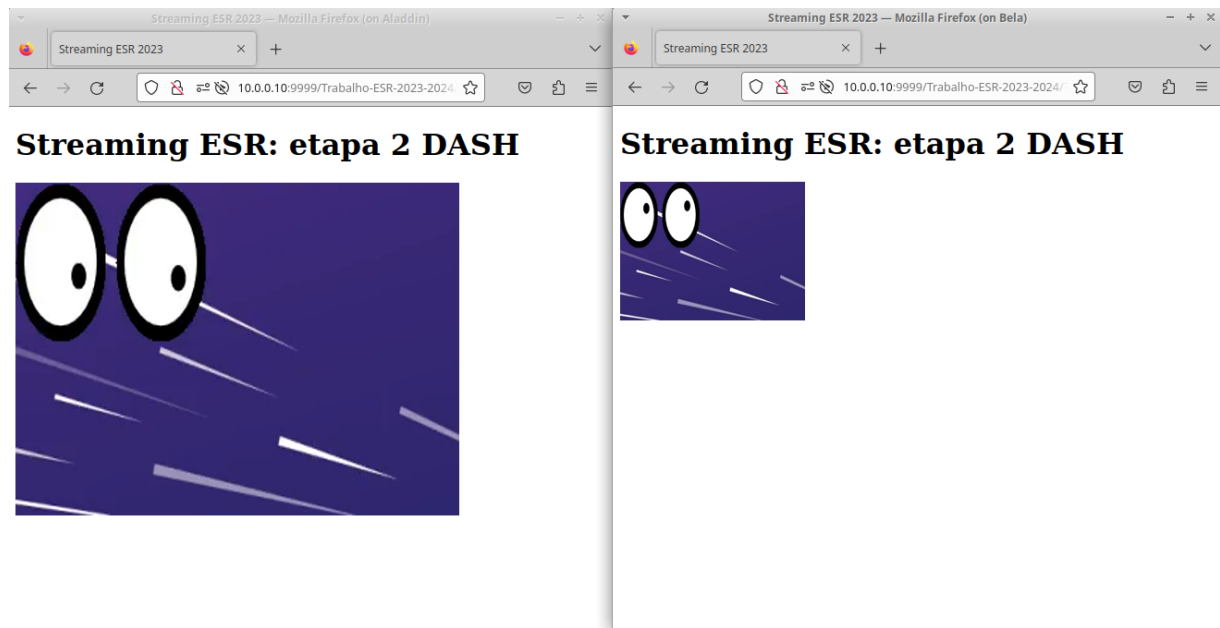 Streaming ESR 2023 — Mozilla Firefox (on Aladdin)
Streaming ESR 2023
10.0.0.10:9999/Trabalho-ESR-2023-2024
Streaming ESR: etapa 2 DASH
Streaming ESR 2023 — Mozilla Firefox (on Bela)
Streaming ESR 2023
10.0.0.10:9999/Trabalho-ESR-2023-2024/
Streaming ESR: etapa 2 DASH